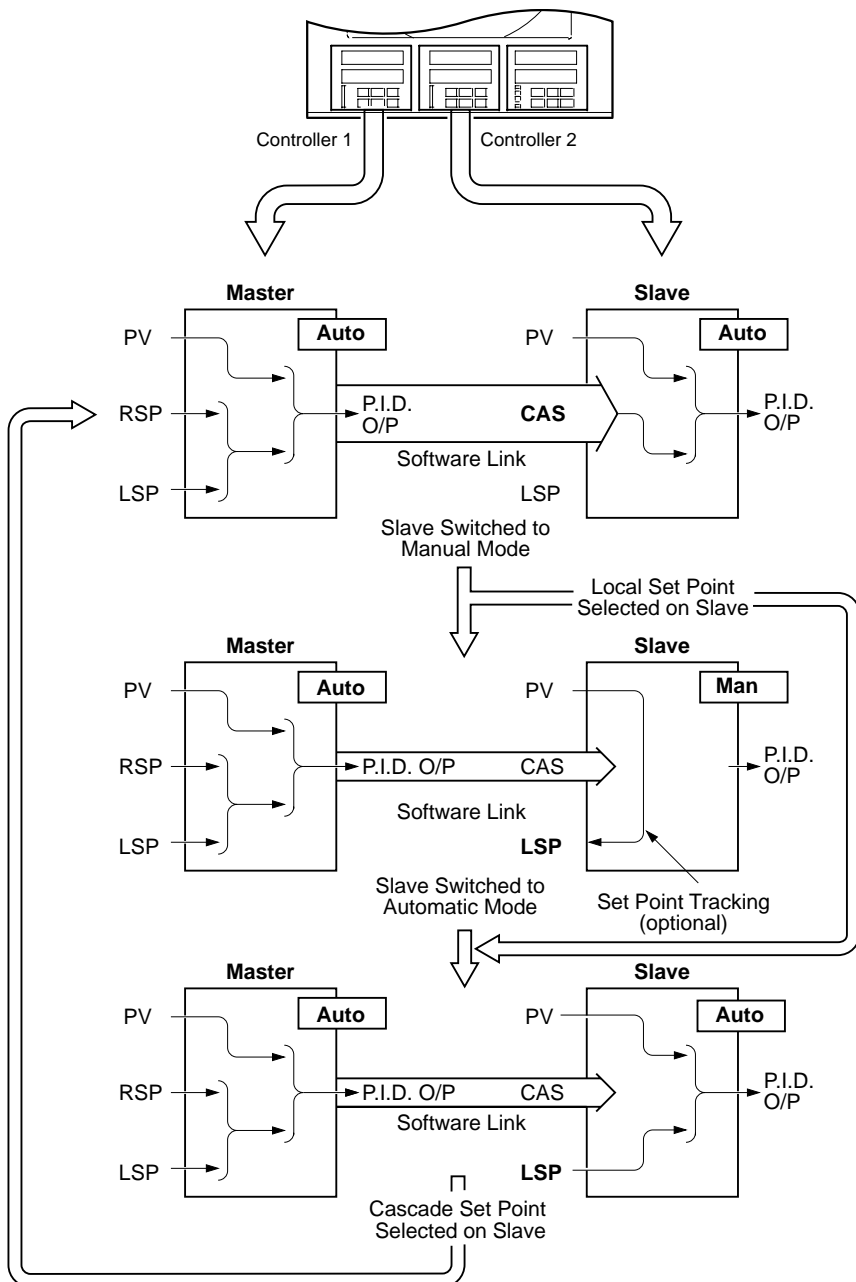 Controller 1
Controller 2
Master
Slave
PV
Auto
PV
Auto
RSP
P.I.D.
O/P
CAS
P.I.D.
O/P
Software Link
LSP
LSP
Slave Switched to
Manual Mode
Local Set Point
Selected on Slave
Master
Slave
PV
Auto
PV
Man
RSP
P.I.D. O/P
CAS
P.I.D.
O/P
Software Link
LSP
LSP
Slave Switched to
Automatic Mode
Set Point Tracking
(optional)
Master
Slave
PV
Auto
PV
Auto
RSP
P.I.D. O/P
CAS
P.I.D.
O/P
Software Link
LSP
LSP
Cascade Set Point
Selected on Slave